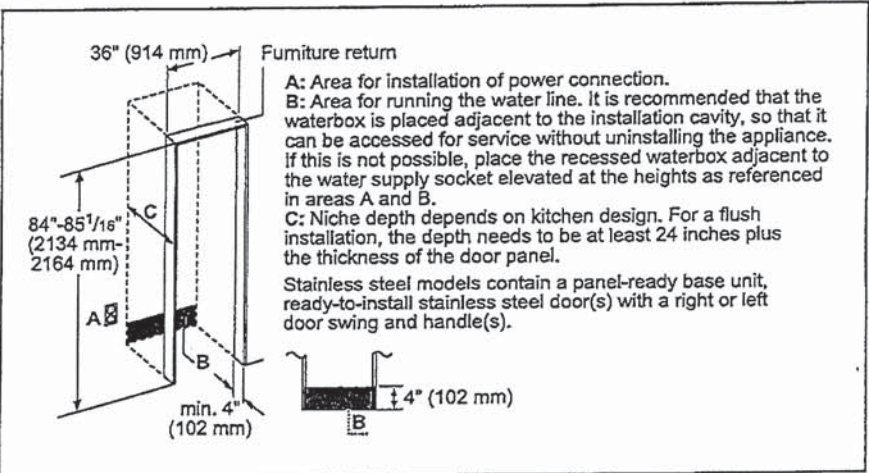 36" (914 mm)
Furniture return
A: Area for installation of power connection.
B: Area for running the water line. It is recommended that the
waterbox is placed adjacent to the installation cavity, so that it
can be accessed for service without uninstalling the appliance.
If this is not possible, place the recessed waterbox adjacent to
the water supply socket elevated at the heights as referenced
in areas A and B.
C: Niche depth depends on kitchen design. For a flush
installation, the depth needs to be at least 24 inches plus
the thickness of the door panel.
Stainless steel models contain a panel-ready base unit,
ready-to-install stainless steel door(s) with a right or left
door swing and handle(s).
C
84"-85 1/16"
(2134 mm-
2164 mm)
A
B
min. 4"
(102 mm)
4" (102 mm)
B